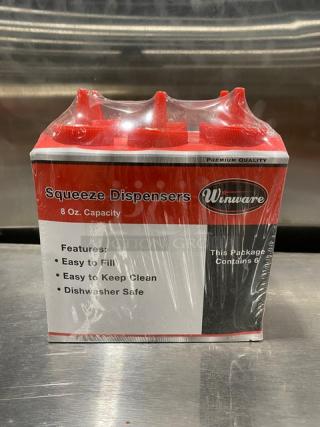 PREMIUM QUALITY
Squeeze Dispensers
Winware
8 Oz. Capacity
Features:
• Easy to Fill
• Easy to Keep Clean
• Dishwasher Safe
This Package
Contains 6